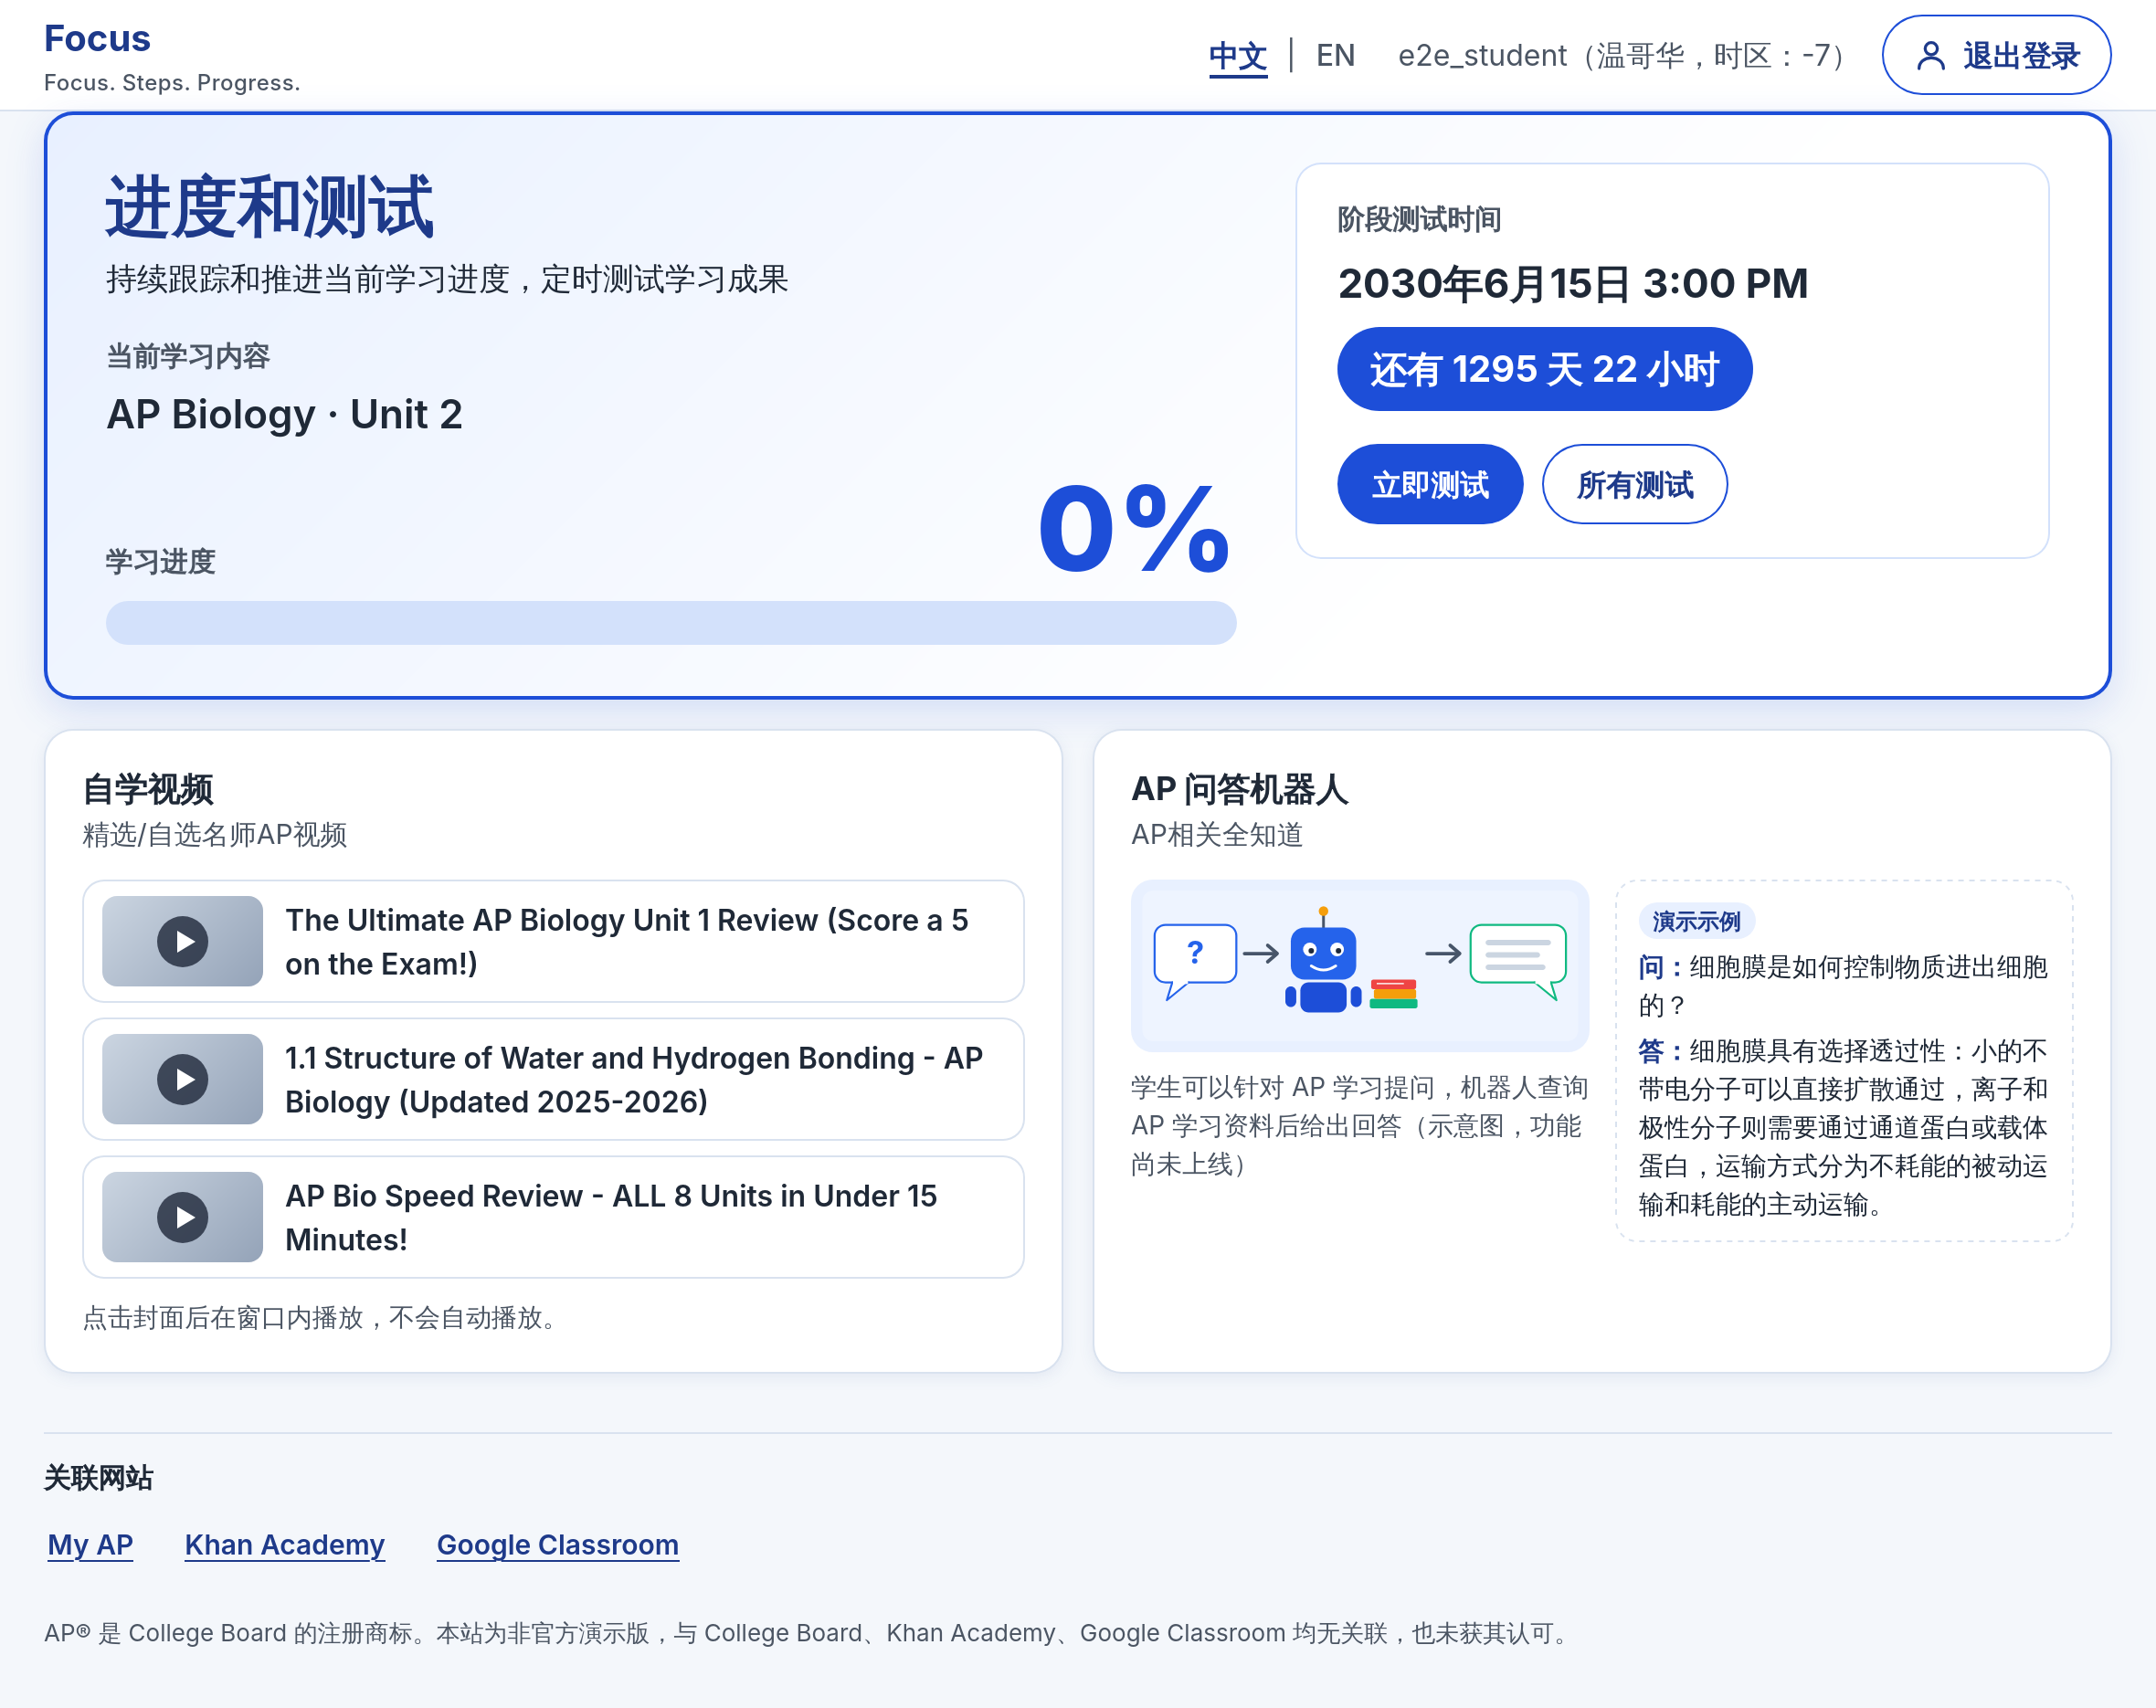 Focus
Focus. Steps. Progress.
中文 | EN e2e_student（温哥华，时区：-7） 退出登录
进度和测试
持续跟踪和推进当前学习进度，定时测试学习成果
当前学习内容
AP Biology · Unit 2
学习进度
0%
阶段测试时间
2030年6月15日 3:00 PM
还有 1295 天 22 小时
立即测试 所有测试
自学视频
精选/自选名师AP视频
The Ultimate AP Biology Unit 1 Review (Score a 5
on the Exam!)
1.1 Structure of Water and Hydrogen Bonding - AP
Biology (Updated 2025-2026)
AP Bio Speed Review - ALL 8 Units in Under 15
Minutes!
点击封面后在窗口内播放，不会自动播放。
AP 问答机器人
AP相关全知道
?
学生可以针对 AP 学习提问，机器人查询
AP 学习资料后给出回答（示意图，功能
尚未上线）
演示示例
问：细胞膜是如何控制物质进出细胞
的？
答：细胞膜具有选择透过性：小的不
带电分子可以直接扩散通过，离子和
极性分子则需要通过通道蛋白或载体
蛋白，运输方式分为不耗能的被动运
输和耗能的主动运输。
关联网站
My AP Khan Academy Google Classroom
AP® 是 College Board 的注册商标。本站为非官方演示版，与 College Board、Khan Academy、Google Classroom 均无关联，也未获其认可。